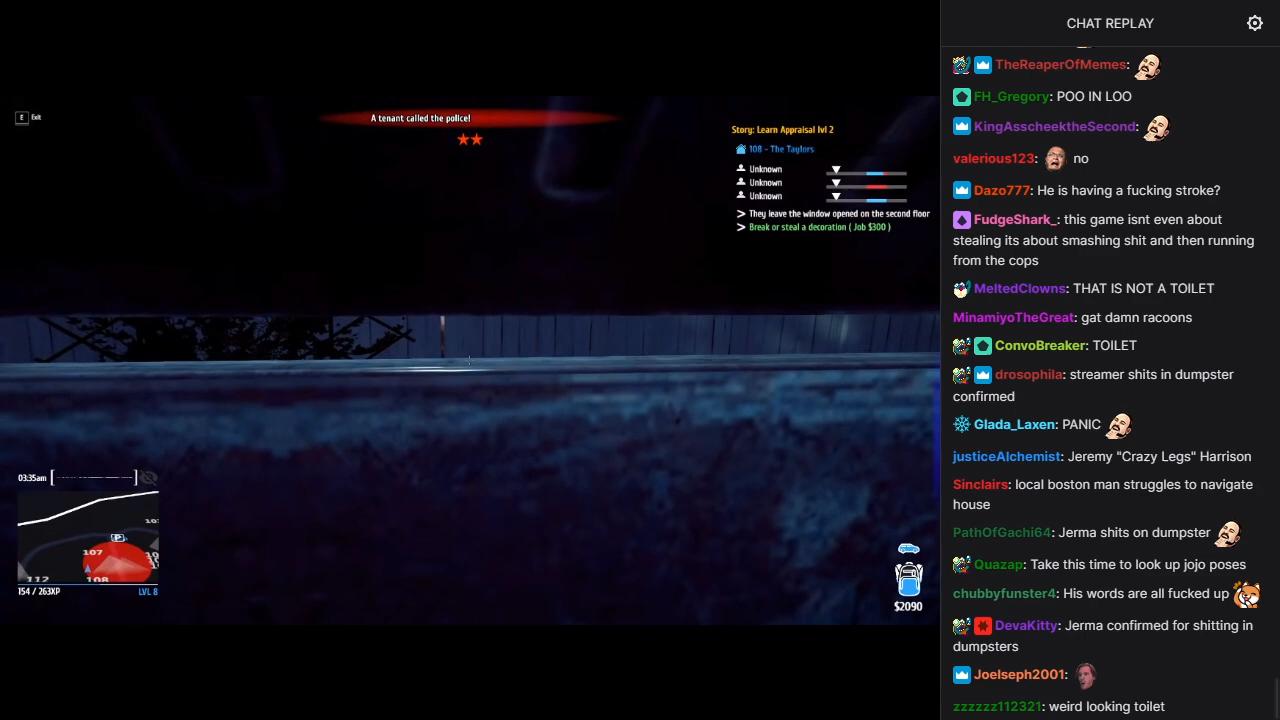 E Exit
A tenant called the police!
Story: Learn Appraisal lvl 2
108 - The Taylors
Unknown
Unknown
Unknown
> They leave the window opened on the second floor
> Break or steal a decoration ( Job $300 )
03:35am
107
108
112
154 / 263XP
LVL 8
$2090
CHAT REPLAY
TheReaperOfMemes:
FH_Gregory: POO IN LOO
KingAsscheektheSecond:
valerious123: no
Dazo777: He is having a fucking stroke?
FudgeShark_: this game isnt even about
stealing its about smashing shit and then running
from the cops
MeltedClowns: THAT IS NOT A TOILET
MinamiyoTheGreat: gat damn racoons
ConvoBreaker: TOILET
drosophila: streamer shits in dumpster
confirmed
Glada_Laxen: PANIC
justiceAlchemist: Jeremy "Crazy Legs" Harrison
Sinclairs: local boston man struggles to navigate
house
PathOfGachi64: Jerma shits on dumpster
Quazap: Take this time to look up jojo poses
chubbyfunster4: His words are all fucked up
DevaKitty: Jerma confirmed for shitting in
dumpsters
Joelseph2001:
zzzzzz112321: weird looking toilet